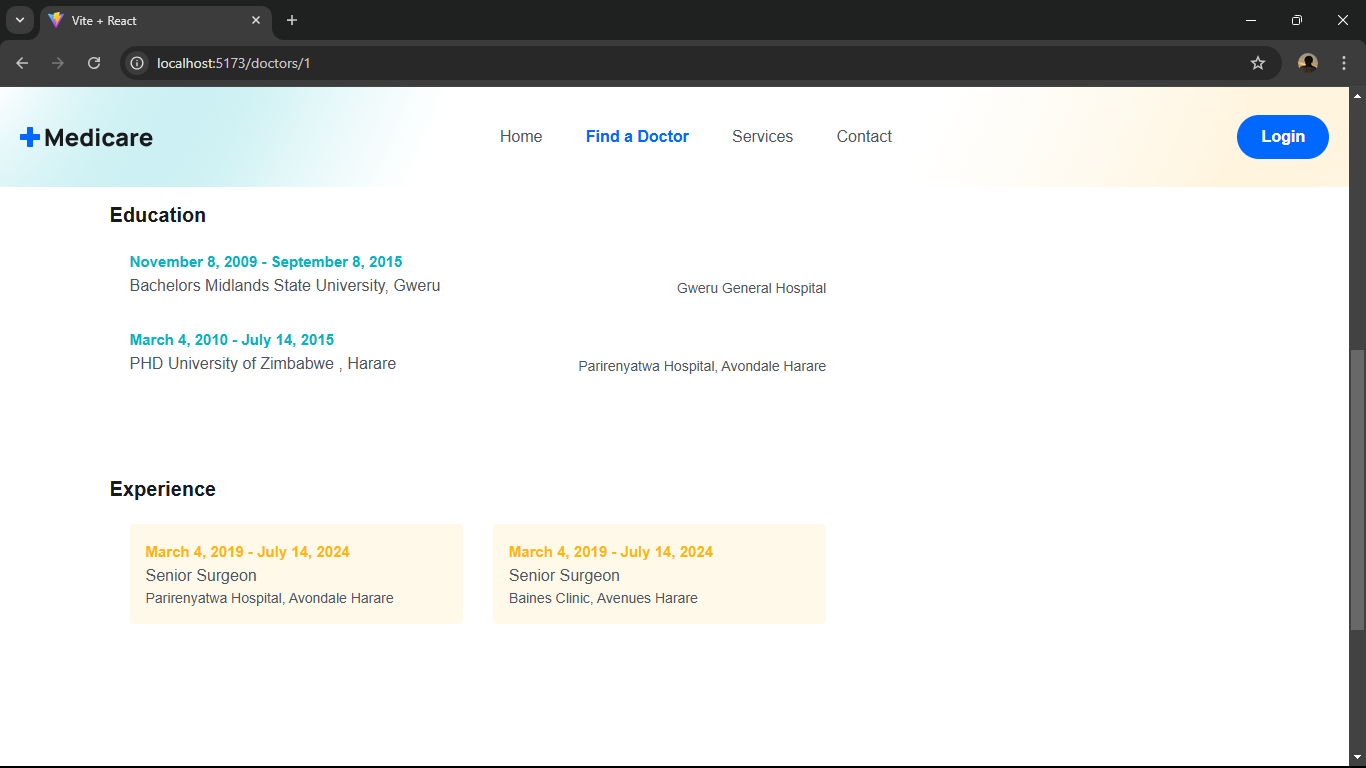 Vite + React
localhost:5173/doctors/1
Medicare
Home
Find a Doctor
Services
Contact
Login
Education
November 8, 2009 - September 8, 2015
Bachelors Midlands State University, Gweru
Gweru General Hospital
March 4, 2010 - July 14, 2015
PHD University of Zimbabwe , Harare
Parirenyatwa Hospital, Avondale Harare
Experience
March 4, 2019 - July 14, 2024
Senior Surgeon
Parirenyatwa Hospital, Avondale Harare
March 4, 2019 - July 14, 2024
Senior Surgeon
Baines Clinic, Avenues Harare